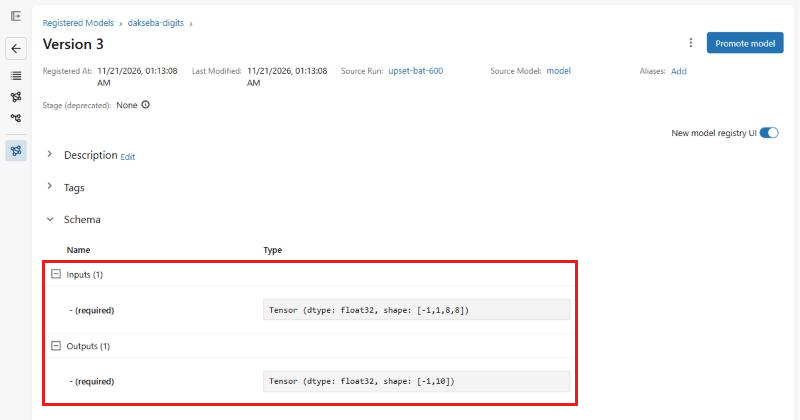 Registered Models > dakseba-digits >
Version 3
Promote model
Registered At: 11/21/2026, 01:13:08 AM
Last Modified: 11/21/2026, 01:13:08 AM
Source Run: upset-bat-600
Source Model: model
Aliases: Add
Stage (deprecated): None
New model registry UI
Description Edit
Tags
Schema
Name Type
Inputs (1)
- (required) Tensor (dtype: float32, shape: [-1,1,8,8])
Outputs (1)
- (required) Tensor (dtype: float32, shape: [-1,10])